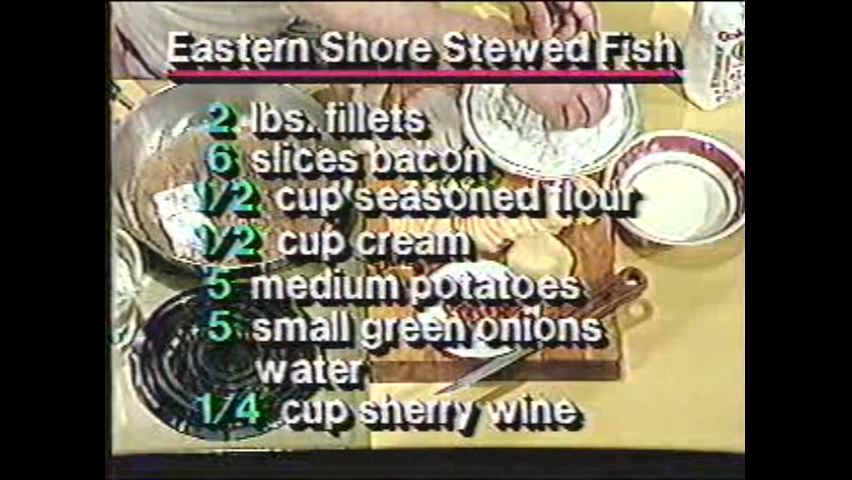 Eastern Shore Stewed Fish
2 lbs. fillets
6 slices bacon
1/2 cup seasoned flour
1/2 cup cream
5 medium potatoes
5 small green onions
water
1/4 cup sherry wine